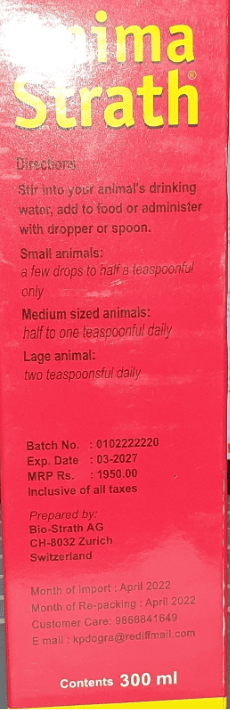 Anima
Strath®
Directions
Stir into your animal's drinking
water, add to food or administer
with dropper or spoon.
Small animals:
a few drops to half a teaspoonful
only
Medium sized animals:
half to one teaspoonful daily
Lage animal:
two teaspoonsful daily
Batch No. : 0102222220
Exp. Date : 03-2027
MRP Rs. : 1950.00
Inclusive of all taxes
Prepared by:
Bio-Strath AG
CH-8032 Zurich
Switzerland
Month of Import : April 2022
Month of Re-packing : April 2022
Customer Care: 9868841649
E mail : kpdogra@rediffmail.com
Contents 300 ml